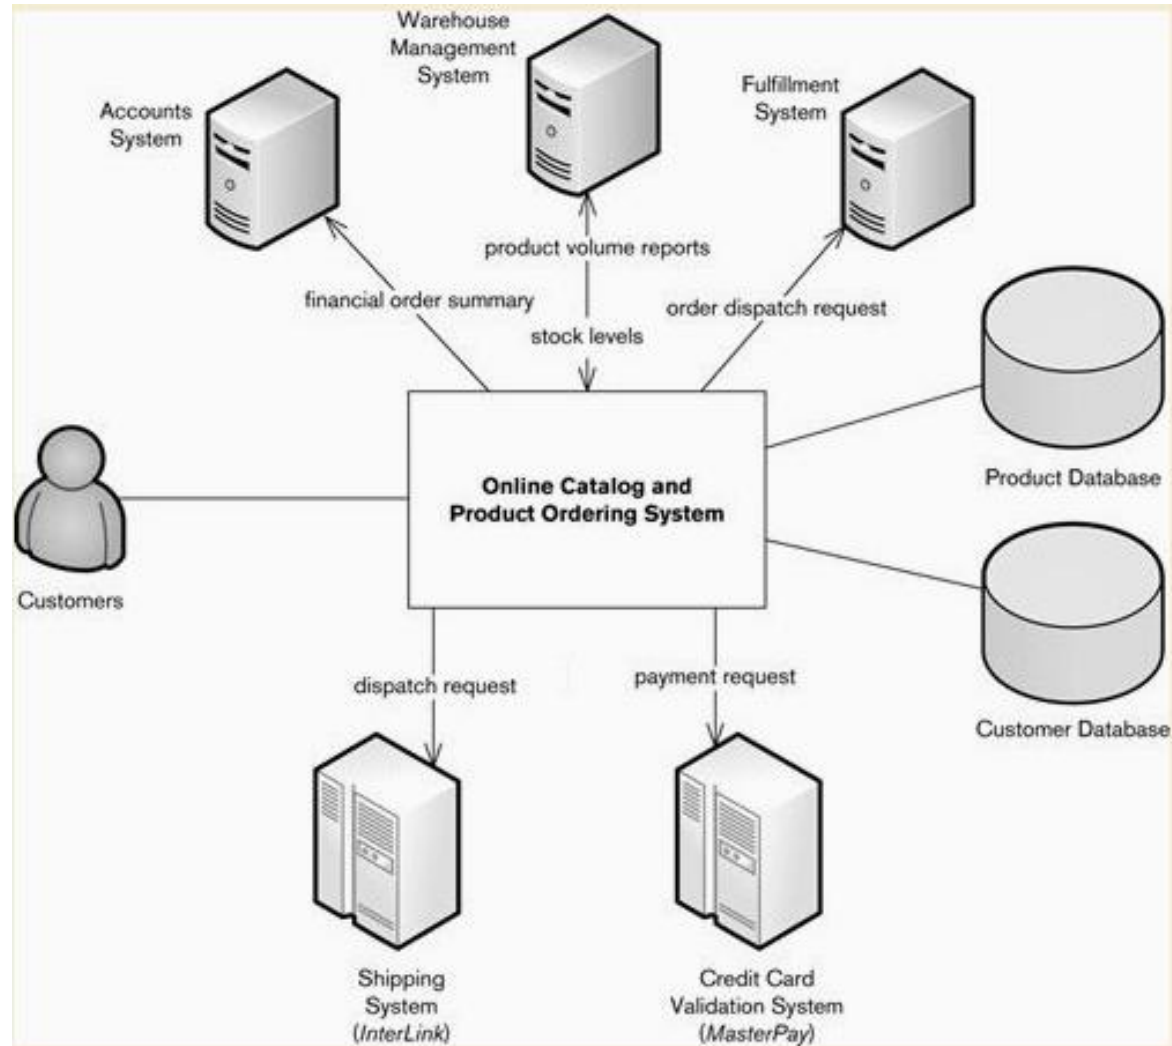 Warehouse
Management
System
Accounts
System
Fulfillment
System
product volume reports
financial order summary
order dispatch request
stock levels
Product Database
Online Catalog and
Product Ordering System
Customers
dispatch request
payment request
Customer Database
Shipping
System
(InterLink)
Credit Card
Validation System
(MasterPay)